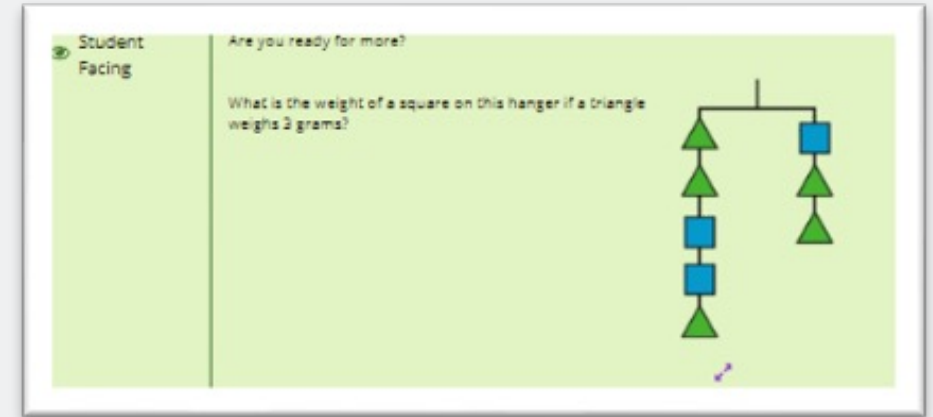 Student
Facing
Are you ready for more?
What is the weight of a square on this hanger if a triangle
weighs 3 grams?